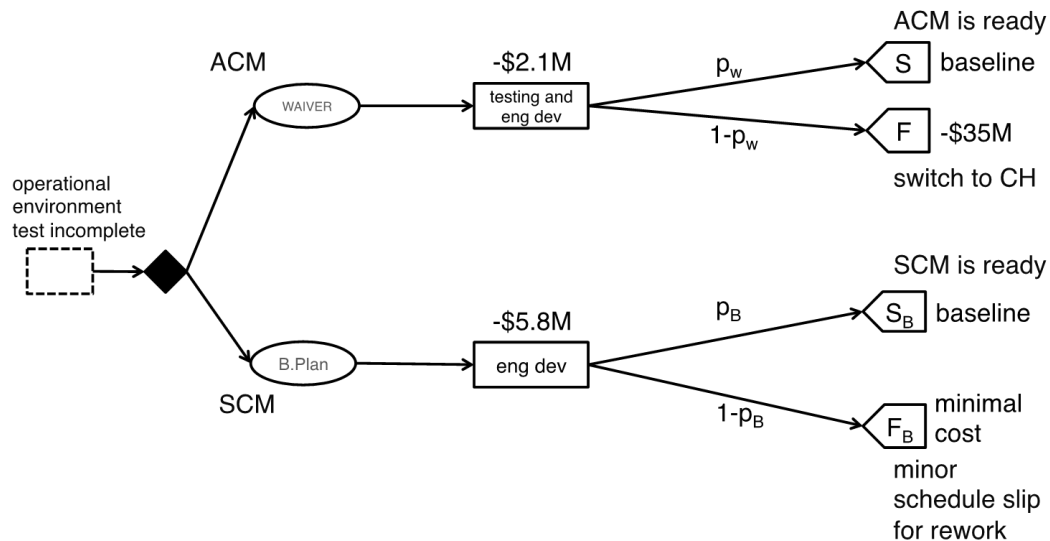 ACM is ready
ACM
-$2.1M
p_w
S
baseline
WAIVER
testing and
eng dev
1-p_w
F
-$35M
switch to CH
operational
environment
test incomplete
SCM is ready
-$5.8M
p_B
S_B
baseline
B.Plan
eng dev
SCM
1-p_B
F_B
minimal
cost
minor
schedule slip
for rework